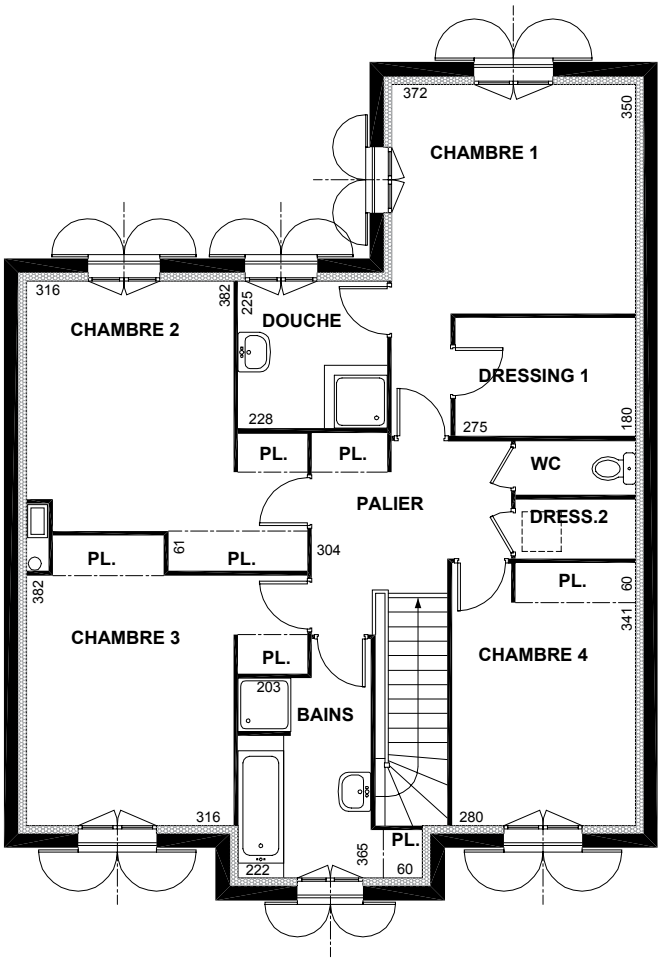 372
350
CHAMBRE 1
316
382
225
CHAMBRE 2
DOUCHE
DRESSING 1
228
275
180
PL.
PL.
WC
PALIER
DRESS.2
61
304
PL.
PL.
PL.
60
382
341
CHAMBRE 3
CHAMBRE 4
PL.
203
BAINS
316
280
PL.
365
222
60